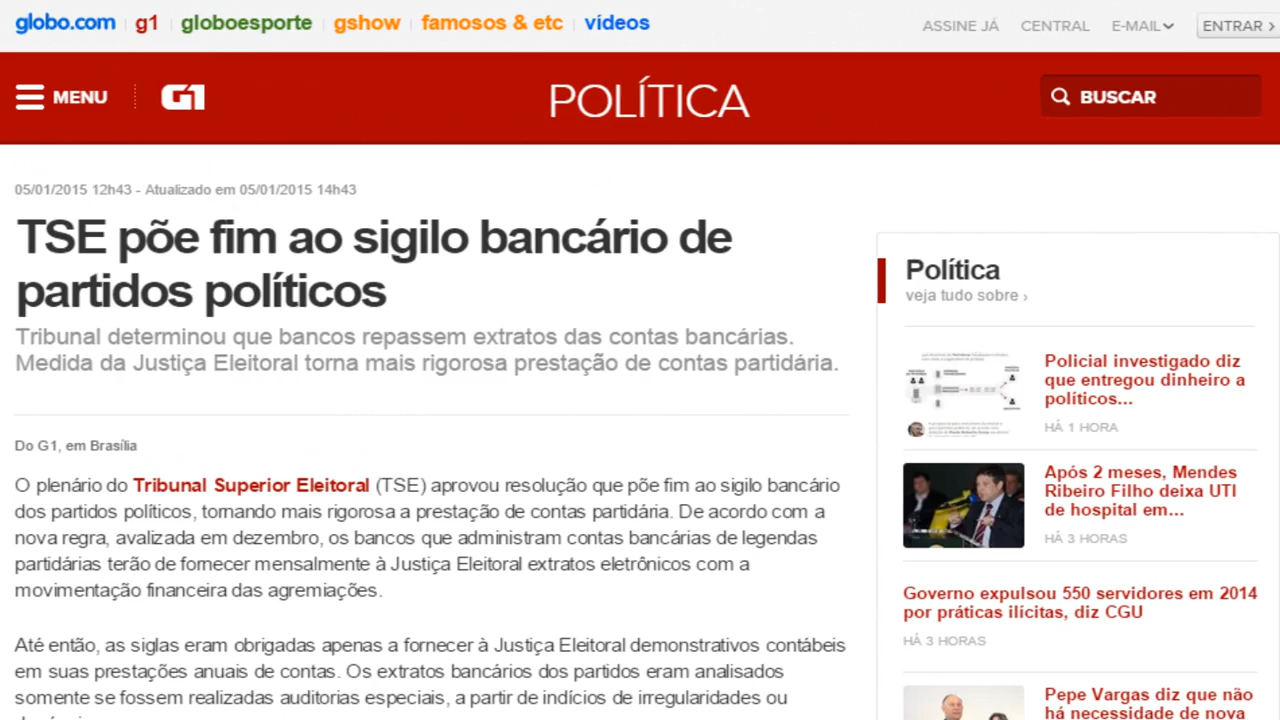 globo.com g1 globoesporte gshow famosos & etc vídeos
ASSINE JÁ CENTRAL E-MAIL ENTRAR ›
MENU G1 POLÍTICA BUSCAR
05/01/2015 12h43 - Atualizado em 05/01/2015 14h43
TSE põe fim ao sigilo bancário de
partidos políticos
Tribunal determinou que bancos repassem extratos das contas bancárias.
Medida da Justiça Eleitoral torna mais rigorosa prestação de contas partidária.
Do G1, em Brasília
O plenário do Tribunal Superior Eleitoral (TSE) aprovou resolução que põe fim ao sigilo bancário
dos partidos políticos, tornando mais rigorosa a prestação de contas partidária. De acordo com a
nova regra, avalizada em dezembro, os bancos que administram contas bancárias de legendas
partidárias terão de fornecer mensalmente à Justiça Eleitoral extratos eletrônicos com a
movimentação financeira das agremiações.
Até então, as siglas eram obrigadas apenas a fornecer à Justiça Eleitoral demonstrativos contábeis
em suas prestações anuais de contas. Os extratos bancários dos partidos eram analisados
somente se fossem realizadas auditorias especiais, a partir de indícios de irregularidades ou
Política
veja tudo sobre ›
Policial investigado diz
que entregou dinheiro a
políticos...
HÁ 1 HORA
Após 2 meses, Mendes
Ribeiro Filho deixa UTI
de hospital em...
HÁ 3 HORAS
Governo expulsou 550 servidores em 2014
por práticas ilícitas, diz CGU
HÁ 3 HORAS
Pepe Vargas diz que não
há necessidade de nova